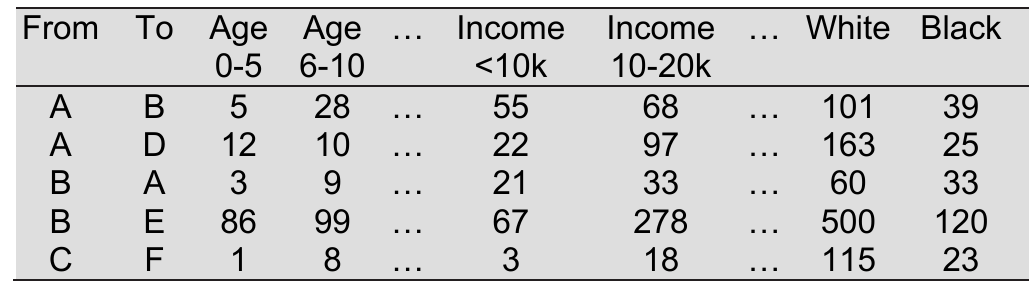 From To Age Age … Income Income … White Black
0-5 6-10 <10k 10-20k
A B 5 28 … 55 68 … 101 39
A D 12 10 … 22 97 … 163 25
B A 3 9 … 21 33 … 60 33
B E 86 99 … 67 278 … 500 120
C F 1 8 … 3 18 … 115 23